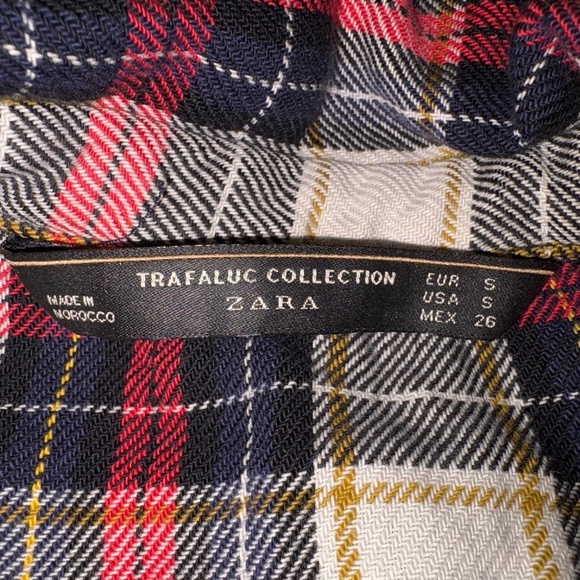 TRAFALUC COLLECTION
ZARA
MADE IN
MOROCCO
EUR S
USA S
MEX 26